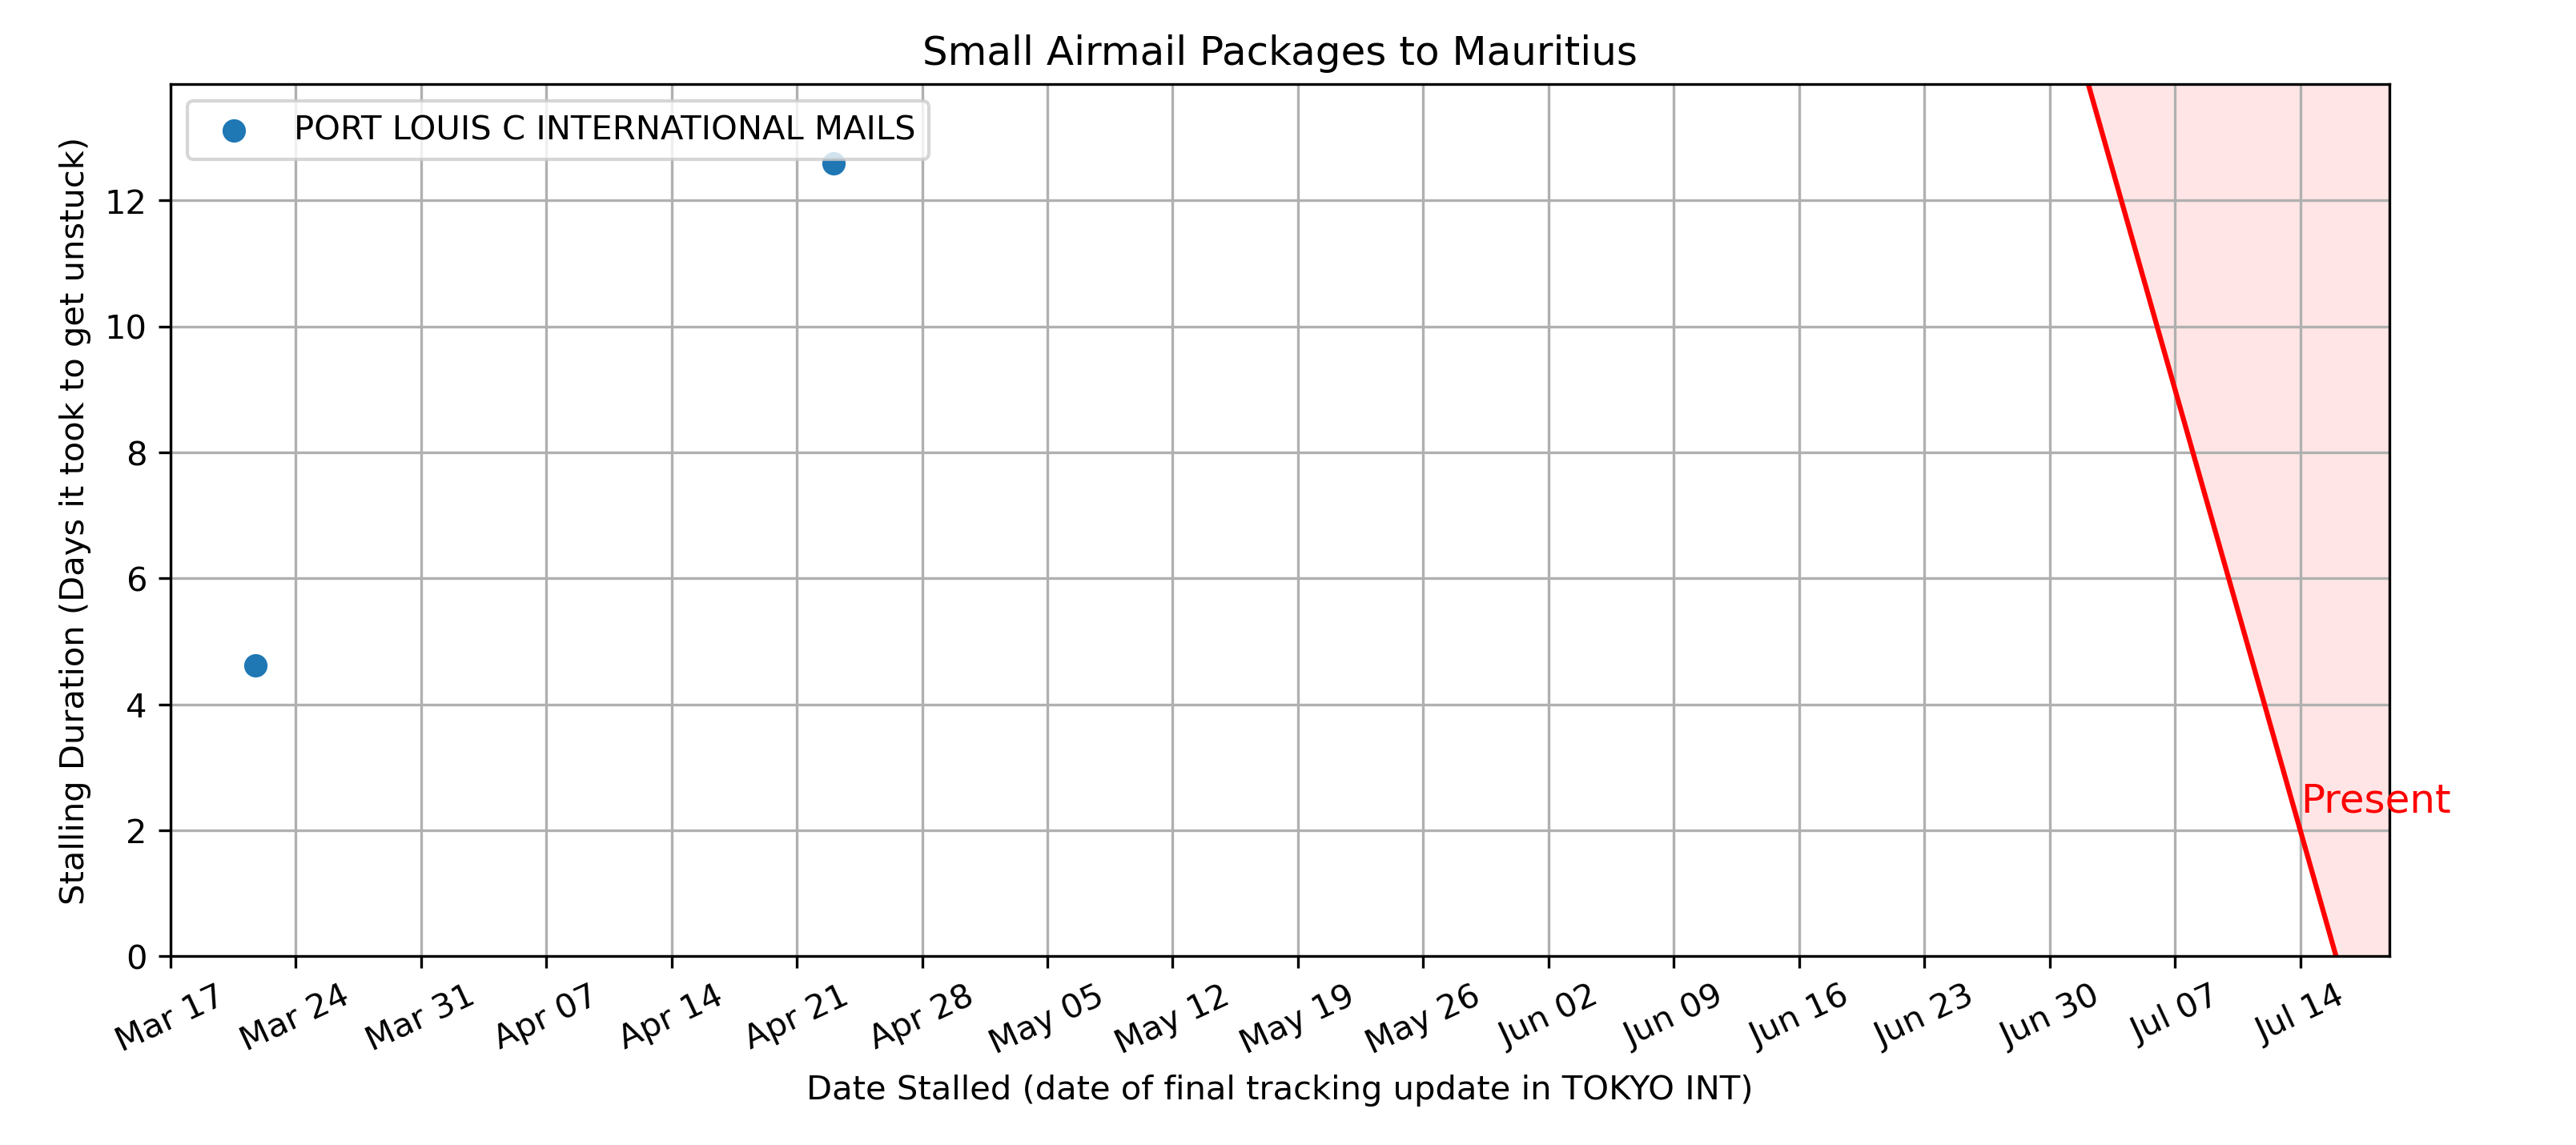 Small Airmail Packages to Mauritius
PORT LOUIS C INTERNATIONAL MAILS
Stalling Duration (Days it took to get unstuck)
12
10
8
6
4
2
0
Present
Mar 17
Mar 24
Mar 31
Apr 07
Apr 14
Apr 21
Apr 28
May 05
May 12
May 19
May 26
Jun 02
Jun 09
Jun 16
Jun 23
Jun 30
Jul 07
Jul 14
Date Stalled (date of final tracking update in TOKYO INT)